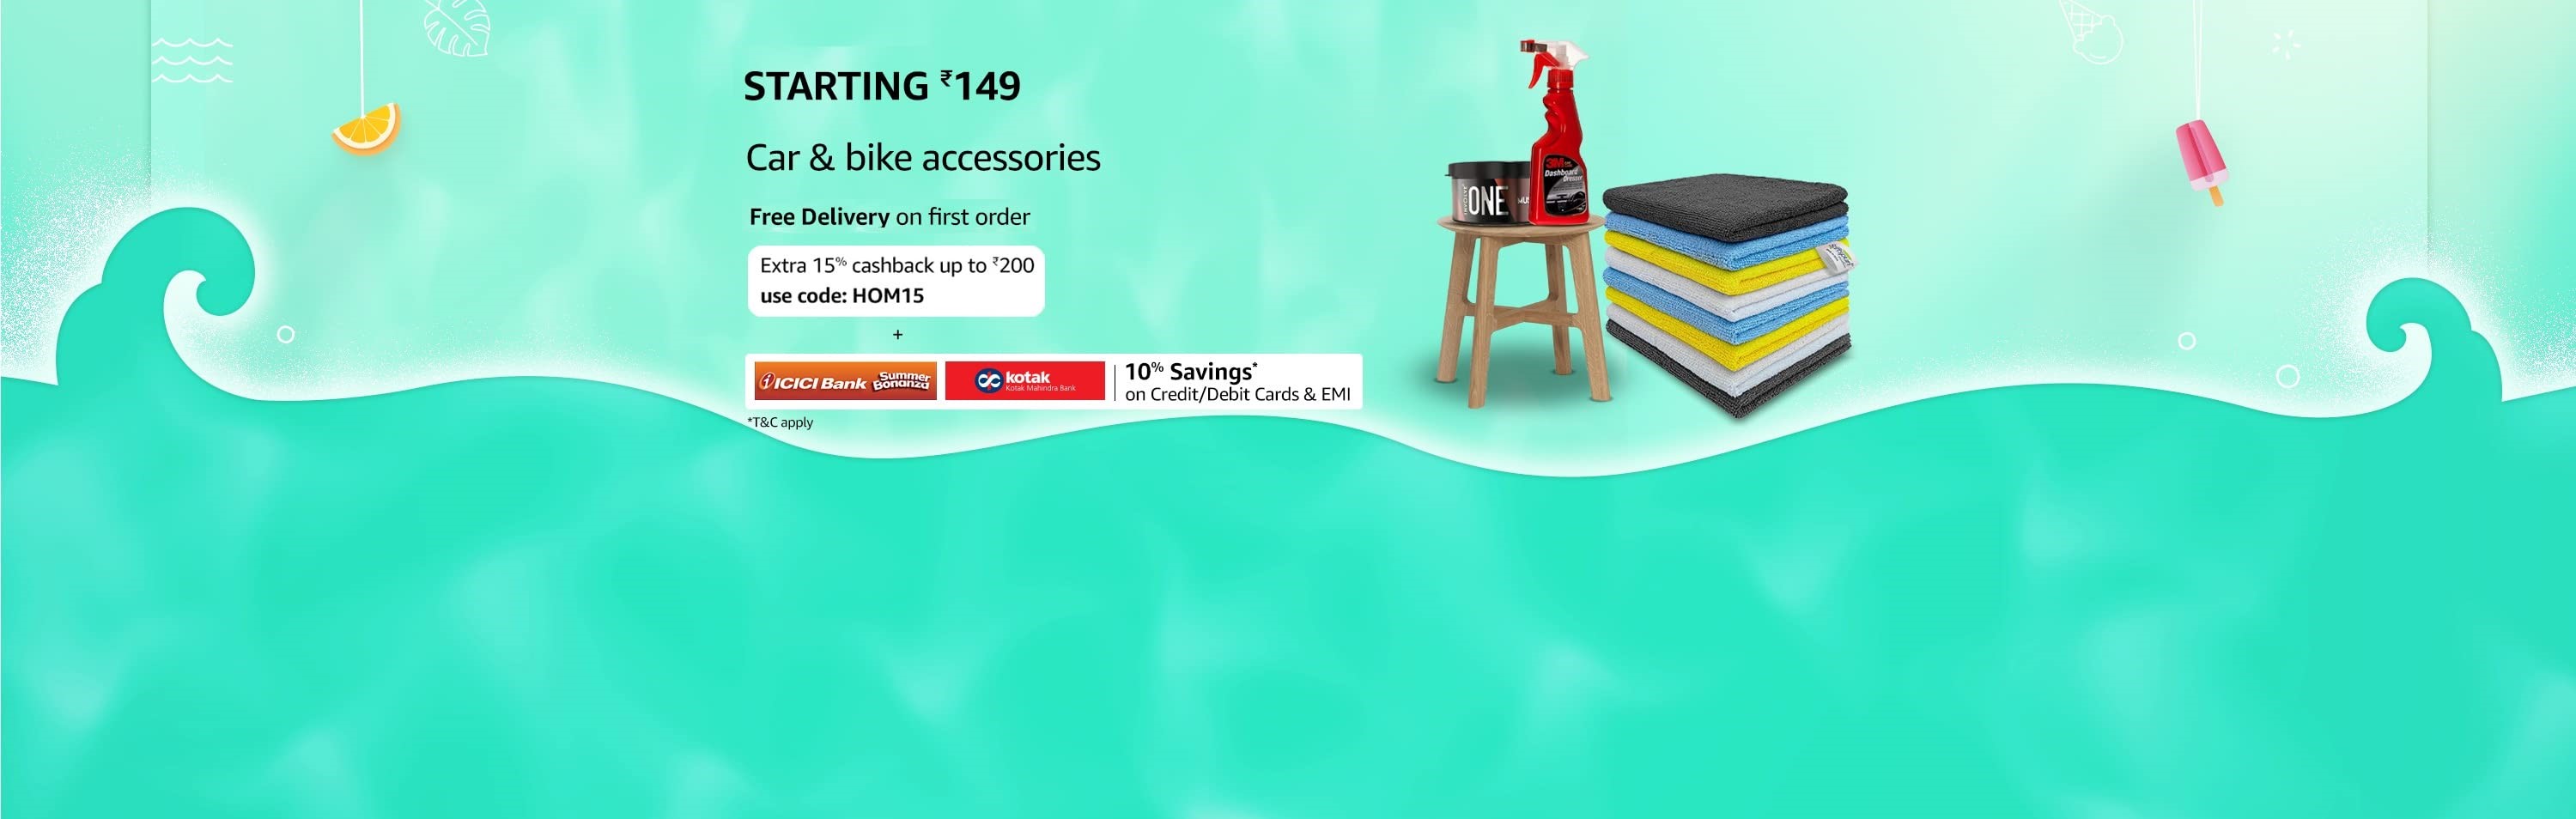 STARTING ₹149
Car & bike accessories
Free Delivery on first order
Extra 15% cashback up to ₹200
use code: HOM15
+
ICICI Bank Summer Bonanza
kotak
Kotak Mahindra Bank
10% Savings*
on Credit/Debit Cards & EMI
*T&C apply
INVOLVE ONE MUS
3M
Dashboard
Dresser